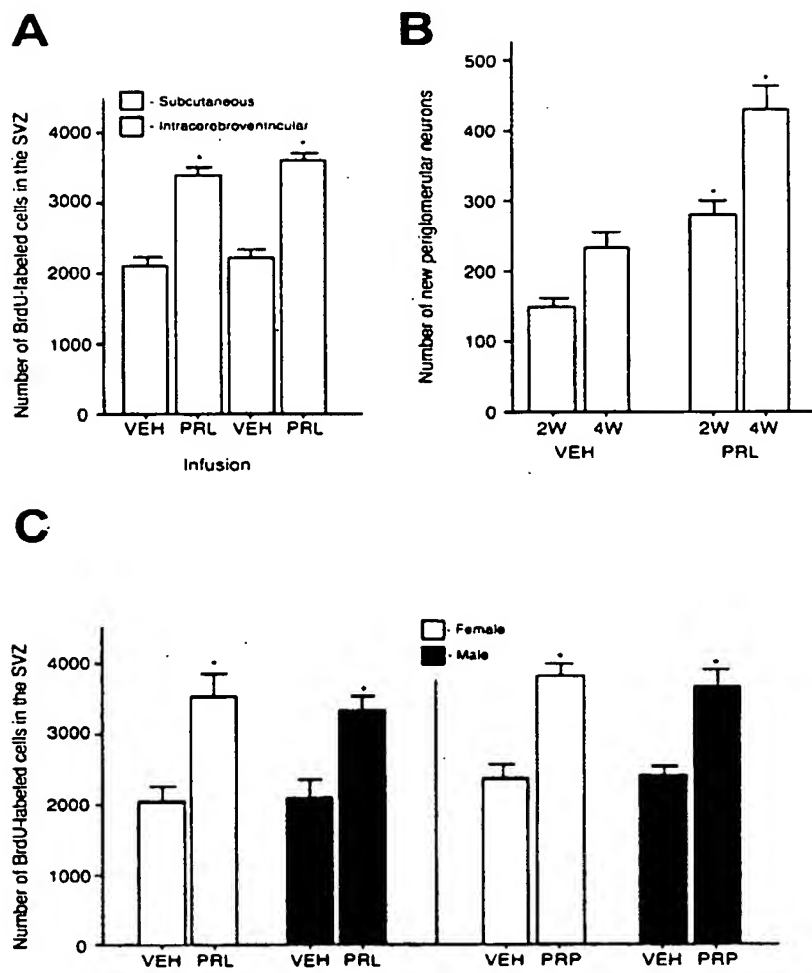 A
Number of BrdU-labeled cells in the SVZ
4000
3000
2000
1000
0
- Subcutaneous
- Intracerobroventricular
VEH PRL VEH PRL
Infusion
B
Number of new periglomerular neurons
500
400
300
200
100
0
2W 4W 2W 4W
VEH PRL
C
Number of BrdU-labeled cells in the SVZ
4000
3000
2000
1000
0
- Female
- Male
VEH PRL VEH PRL VEH PRP VEH PRP